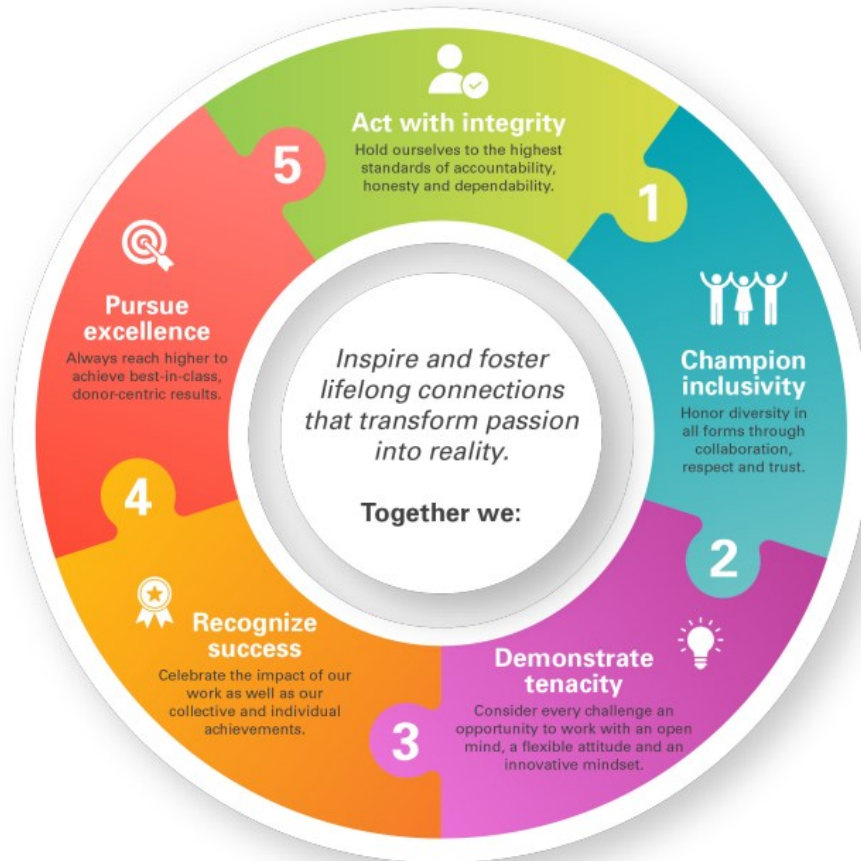 Inspire and foster
lifelong connections
that transform passion
into reality.
Together we:
Act with integrity
Hold ourselves to the highest
standards of accountability,
honesty and dependability.
1
Champion
inclusivity
Honor diversity in
all forms through
collaboration,
respect and trust.
2
Demonstrate
tenacity
Consider every challenge an
opportunity to work with an open
mind, a flexible attitude and an
innovative mindset.
3
Recognize
success
Celebrate the impact of our
work as well as our
collective and individual
achievements.
4
Pursue
excellence
Always reach higher to
achieve best-in-class,
donor-centric results.
5